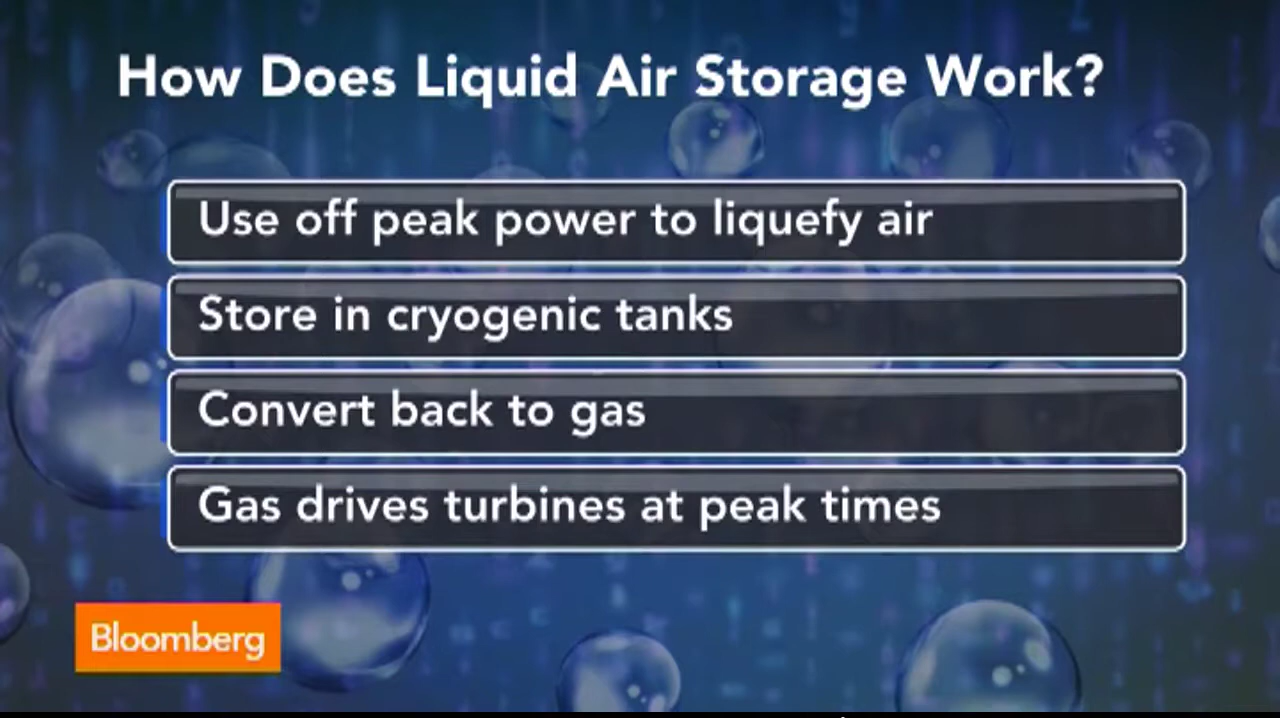 How Does Liquid Air Storage Work?
Use off peak power to liquefy air
Store in cryogenic tanks
Convert back to gas
Gas drives turbines at peak times
Bloomberg